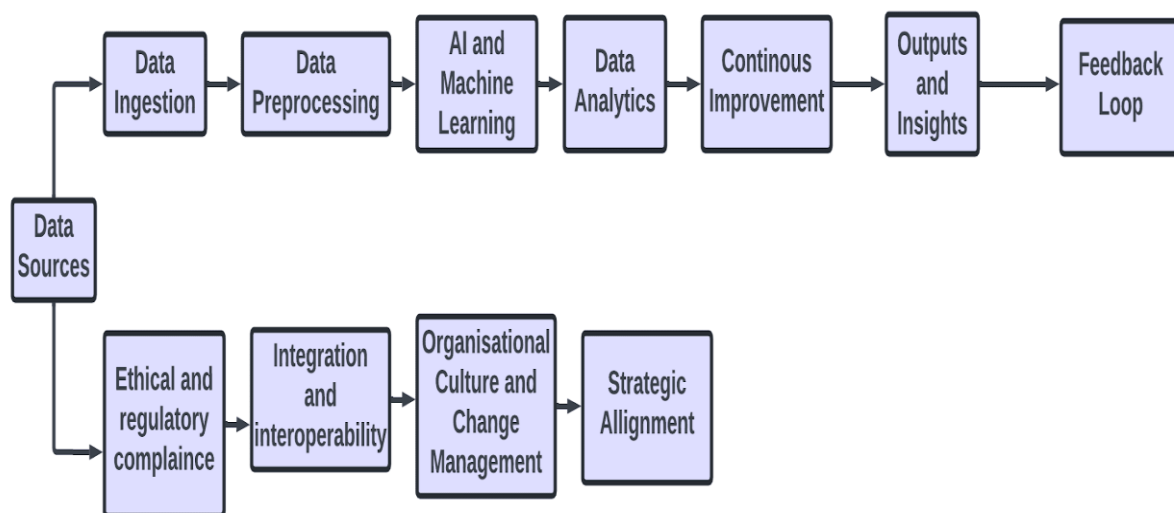 Data
Ingestion
Data
Preprocessing
AI and
Machine
Learning
Data
Analytics
Continous
Improvement
Outputs
and
Insights
Feedback
Loop
Data
Sources
Ethical and
regulatory
complaince
Integration
and
interoperability
Organisational
Culture and
Change
Management
Strategic
Allignment